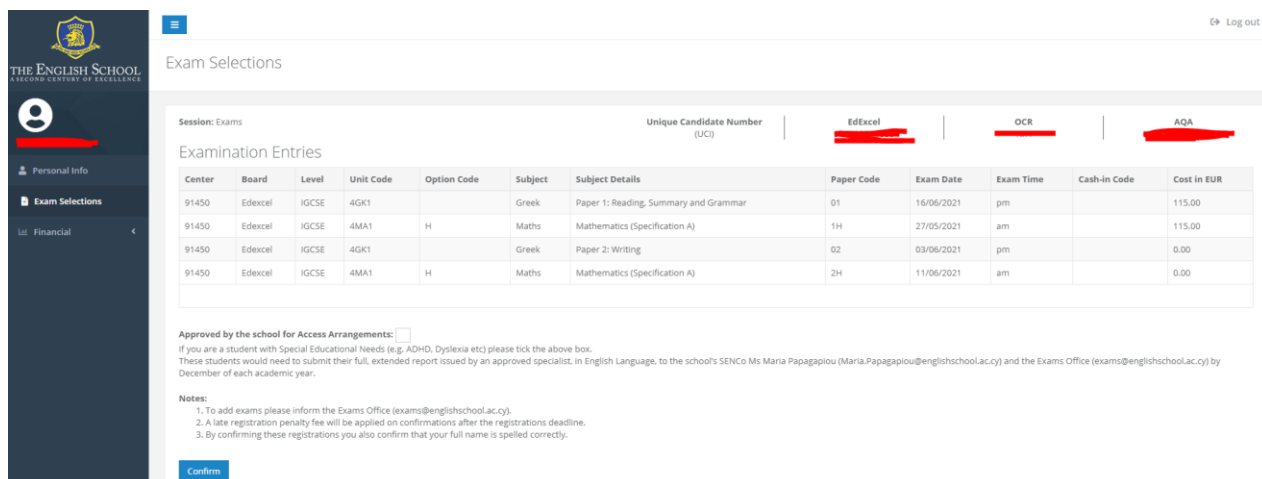 Log out
THE ENGLISH SCHOOL
A SECOND CENTURY OF EXCELLENCE
Exam Selections
Personal Info
Exam Selections
Financial
Session: Exams
Unique Candidate Number
(UCI)
EdExcel
OCR
AQA
Examination Entries
Center Board Level Unit Code Option Code Subject Subject Details Paper Code Exam Date Exam Time Cash-in Code Cost in EUR
91450 Edexcel IGCSE 4GK1 Greek Paper 1: Reading, Summary and Grammar 01 16/06/2021 pm 115.00
91450 Edexcel IGCSE 4MA1 H Maths Mathematics (Specification A) 1H 27/05/2021 am 115.00
91450 Edexcel IGCSE 4GK1 Greek Paper 2: Writing 02 03/06/2021 pm 0.00
91450 Edexcel IGCSE 4MA1 H Maths Mathematics (Specification A) 2H 11/06/2021 am 0.00
Approved by the school for Access Arrangements:
If you are a student with Special Educational Needs (e.g. ADHD, Dyslexia etc) please tick the above box.
These students would need to submit their full, extended report issued by an approved specialist, in English Language, to the school's SENCo Ms Maria Papagapiou (Maria.Papagapiou@englishschool.ac.cy) and the Exams Office (exams@englishschool.ac.cy) by
December of each academic year.
Notes:
1. To add exams please inform the Exams Office (exams@englishschool.ac.cy).
2. A late registration penalty fee will be applied on confirmations after the registrations deadline.
3. By confirming these registrations you also confirm that your full name is spelled correctly.
Confirm